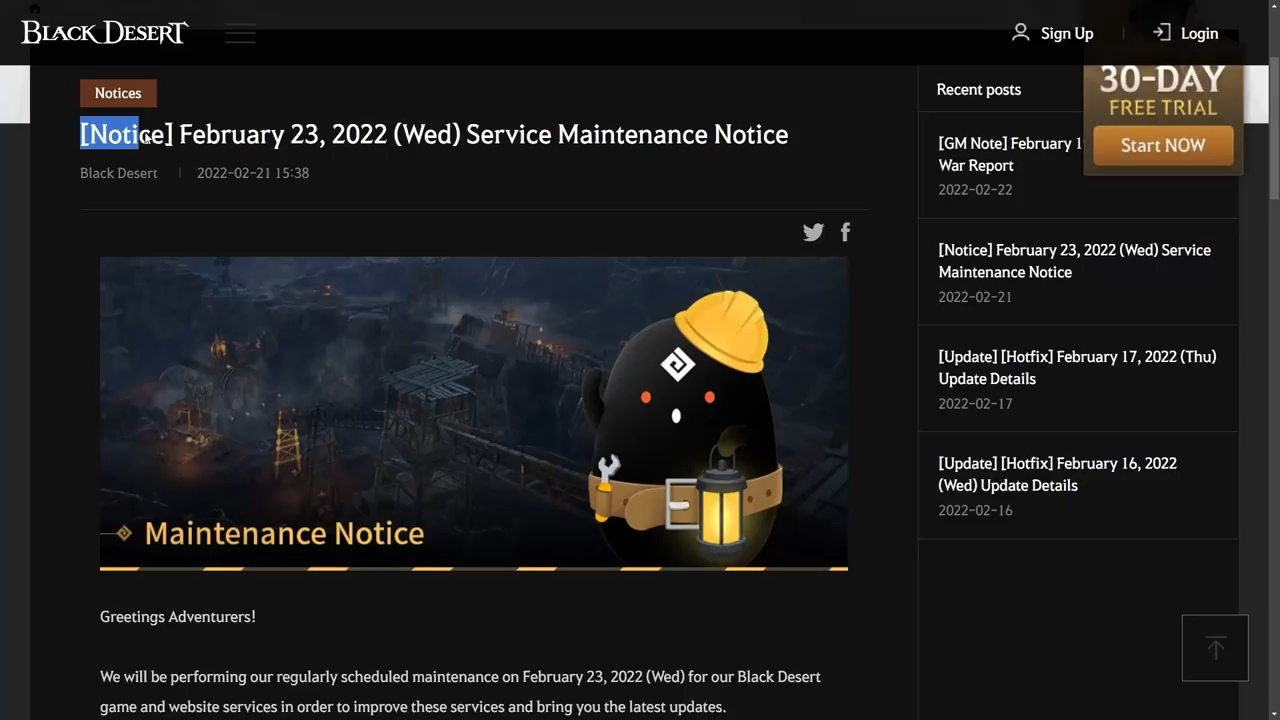 BLACK DESERT
Sign Up
Login
Notices
[Notice] February 23, 2022 (Wed) Service Maintenance Notice
Black Desert
2022-02-21 15:38
Maintenance Notice
Greetings Adventurers!
We will be performing our regularly scheduled maintenance on February 23, 2022 (Wed) for our Black Desert
game and website services in order to improve these services and bring you the latest updates.
Recent posts
[GM Note] February 1
War Report
2022-02-22
[Notice] February 23, 2022 (Wed) Service
Maintenance Notice
2022-02-21
[Update] [Hotfix] February 17, 2022 (Thu)
Update Details
2022-02-17
[Update] [Hotfix] February 16, 2022
(Wed) Update Details
2022-02-16
30-DAY
FREE TRIAL
Start NOW